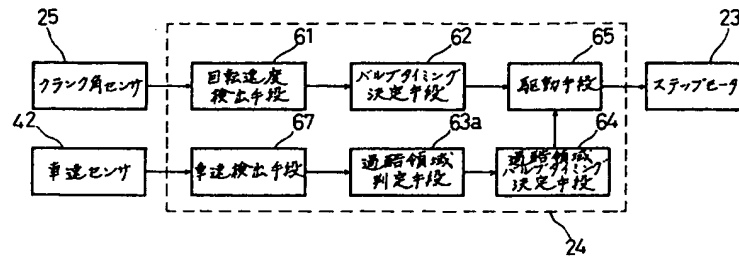 25
クランク角センサ
61
回転速度
検出手段
62
バルブタイミング
決定手段
65
駆動手段
23
ステップモータ
42
車速センサ
67
車速検出手段
63a
過酷領域
判定手段
64
過酷領域
バルブタイミング
決定手段
24